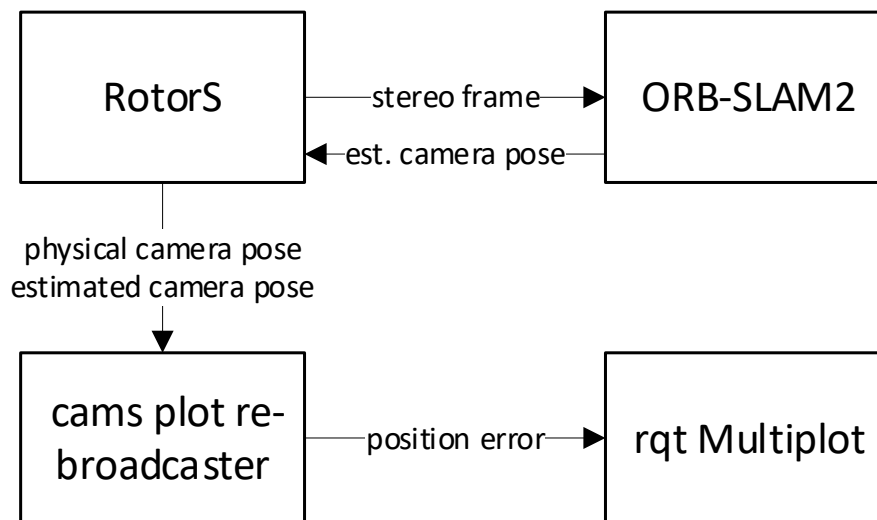 RotorS
stereo frame
ORB-SLAM2
est. camera pose
physical camera pose
estimated camera pose
cams plot re-
broadcaster
position error
rqt Multiplot